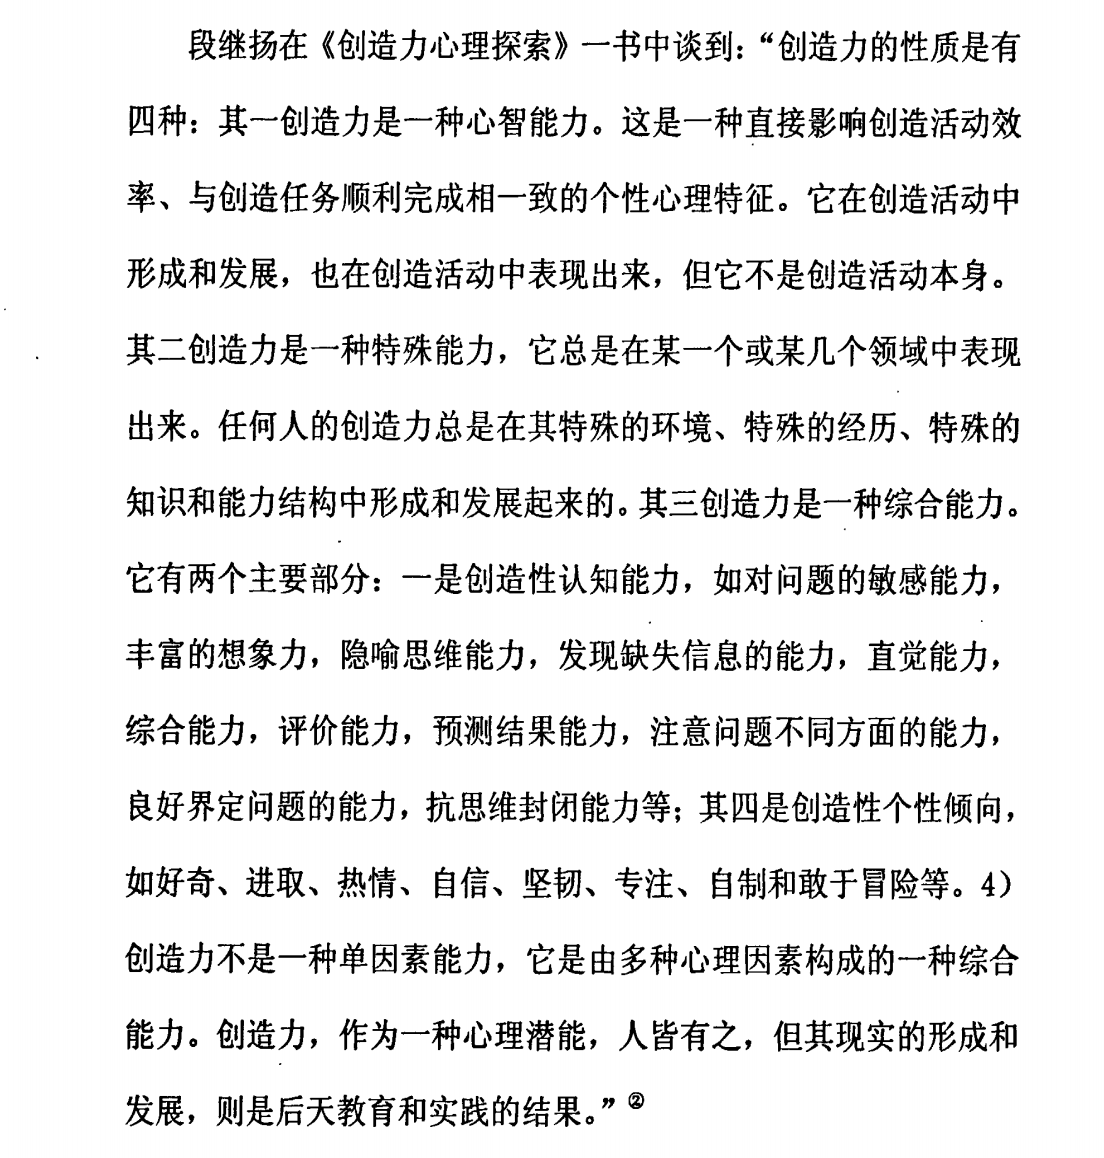 段继扬在《创造力心理探索》一书中谈到：“创造力的性质是有
四种：其一创造力是一种心智能力。这是一种直接影响创造活动效
率、与创造任务顺利完成相一致的个性心理特征。它在创造活动中
形成和发展，也在创造活动中表现出来，但它不是创造活动本身。
其二创造力是一种特殊能力，它总是在某一个或某几个领域中表现
出来。任何人的创造力总是在其特殊的环境、特殊的经历、特殊的
知识和能力结构中形成和发展起来的。其三创造力是一种综合能力。
它有两个主要部分：一是创造性认知能力，如对问题的敏感能力，
丰富的想象力，隐喻思维能力，发现缺失信息的能力，直觉能力，
综合能力，评价能力，预测结果能力，注意问题不同方面的能力，
良好界定问题的能力，抗思维封闭能力等；其四是创造性个性倾向，
如好奇、进取、热情、自信、坚韧、专注、自制和敢于冒险等。4）
创造力不是一种单因素能力，它是由多种心理因素构成的一种综合
能力。创造力，作为一种心理潜能，人皆有之，但其现实的形成和
发展，则是后天教育和实践的结果。”②